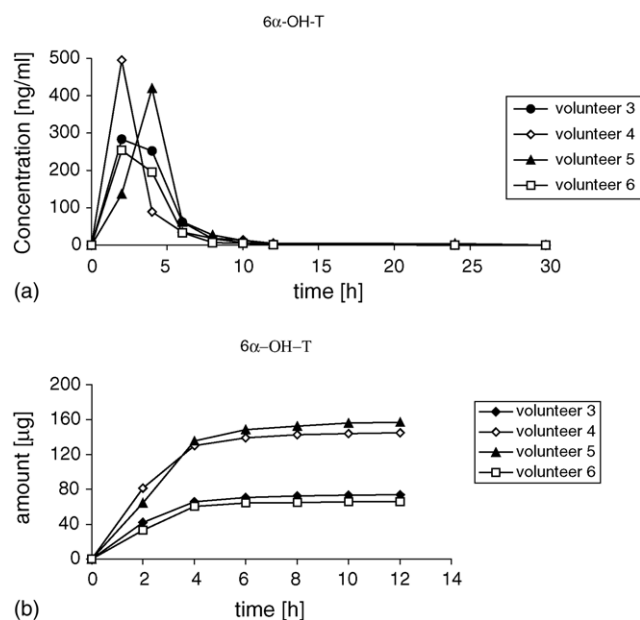 6α-OH-T
Concentration [ng/ml]
500
400
300
200
100
0
0 5 10 15 20 25 30
time [h]
volunteer 3
volunteer 4
volunteer 5
volunteer 6
(a)
6α–OH–T
amount [µg]
200
160
120
80
40
0
0 2 4 6 8 10 12 14
time [h]
volunteer 3
volunteer 4
volunteer 5
volunteer 6
(b)